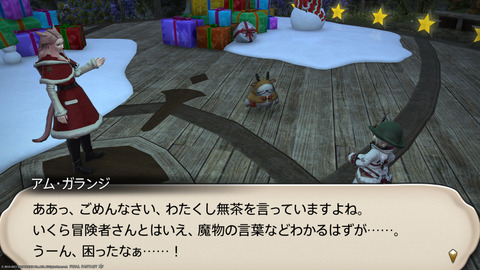 アム・ガランジ
ああっ、ごめんなさい、わたくし無茶を言っていますよね。
いくら冒険者さんとはいえ、魔物の言葉などわかるはずが……。
うーん、困ったなぁ……！